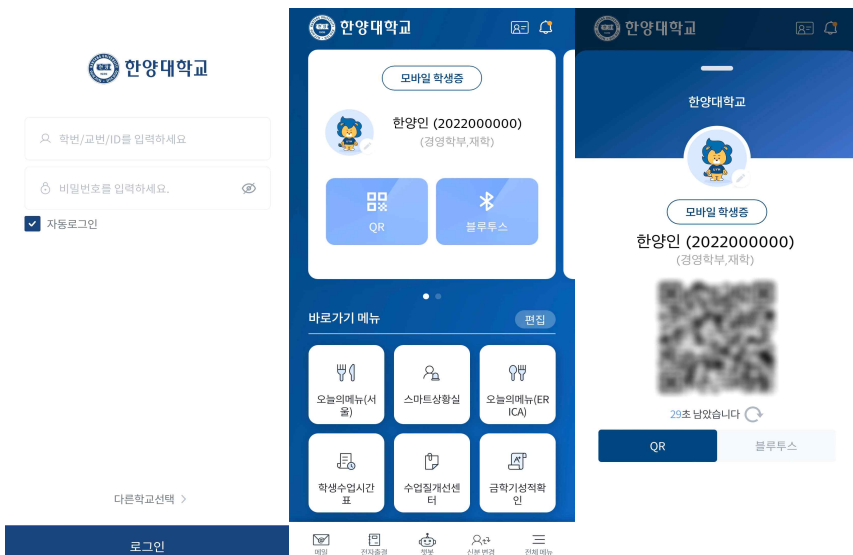 한양대학교
학번/교번/ID를 입력하세요
비밀번호를 입력하세요.
자동로그인
다른학교선택 >
로그인
한양대학교
모바일 학생증
한양인 (2022000000)
(경영학부,재학)
QR
블루투스
바로가기 메뉴
편집
오늘의메뉴(서
울)
스마트상황실
오늘의메뉴(ER
ICA)
학생수업시간
표
수업질개선센
터
금학기성적확
인
메일
전자출결
챗봇
신분 변경
전체 메뉴
한양대학교
한양대학교
모바일 학생증
한양인 (2022000000)
(경영학부,재학)
29초 남았습니다
QR
블루투스